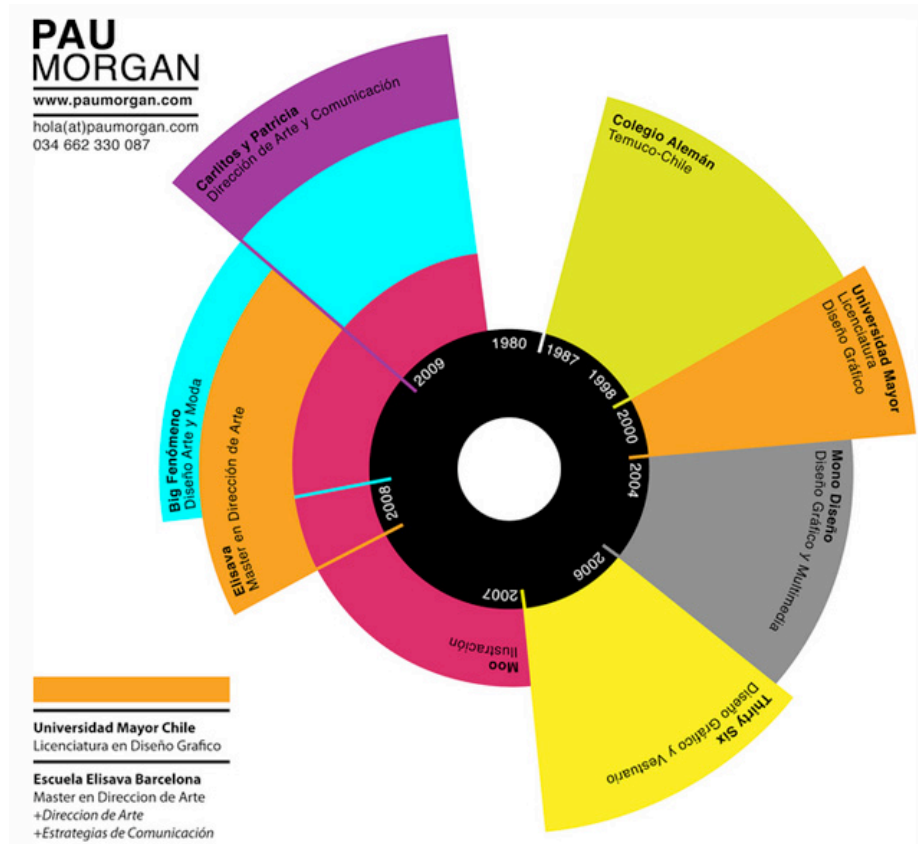 PAU
MORGAN
www.paumorgan.com
hola(at)paumorgan.com
034 662 330 087
Carlitos y Patricia
Dirección de Arte y Comunicación
Colegio Alemán
Temuco-Chile
Universidad Mayor
Licenciatura
Diseño Gráfico
Mono Diseño
Diseño Gráfico y Multimedia
Thirty Six
Diseño Gráfico y Vestuario
Moo
Ilustración
Elisava
Master en Dirección de Arte
Big Fenómeno
Diseño Arte y Moda
1980
1987
1998
2000
2004
2006
2007
2008
2009
Universidad Mayor Chile
Licenciatura en Diseño Grafico
Escuela Elisava Barcelona
Master en Direccion de Arte
+Direccion de Arte
+Estrategias de Comunicación